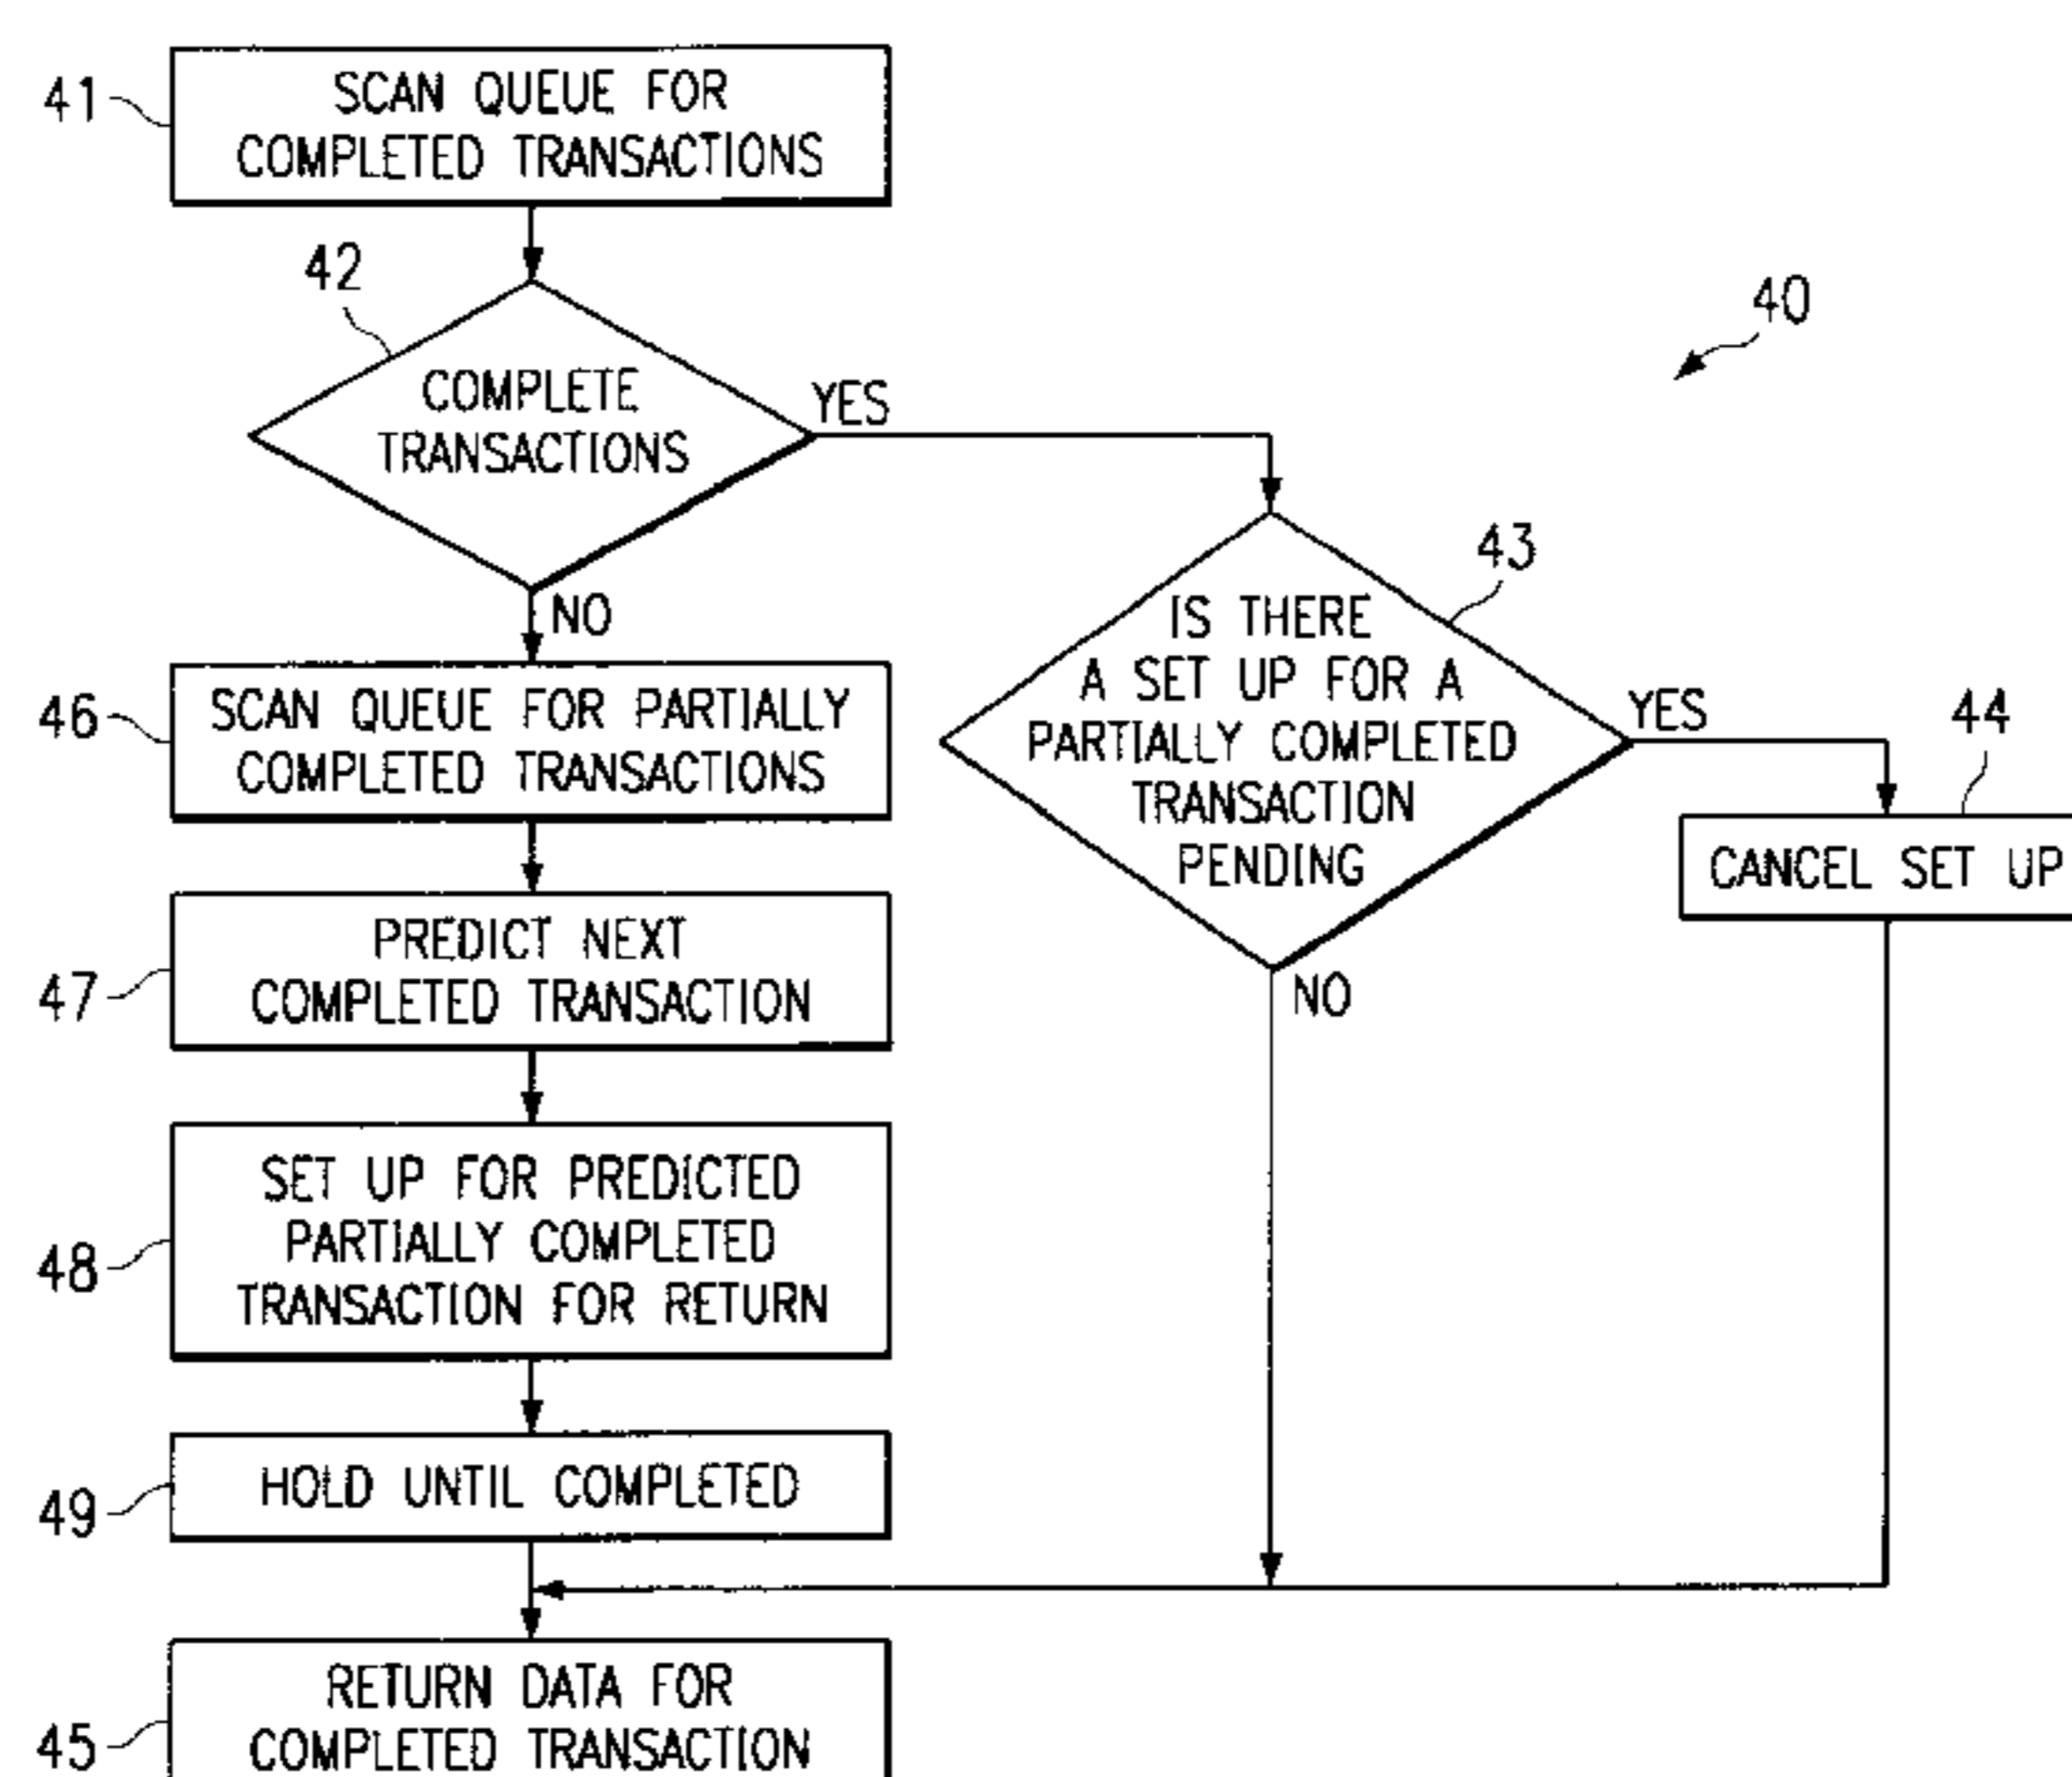 41
SCAN QUEUE FOR
COMPLETED TRANSACTIONS
42
COMPLETE
TRANSACTIONS
YES
NO
40
43
IS THERE
A SET UP FOR A
PARTIALLY COMPLETED
TRANSACTION
PENDING
YES
NO
44
CANCEL SET UP
46
SCAN QUEUE FOR PARTIALLY
COMPLETED TRANSACTIONS
47
PREDICT NEXT
COMPLETED TRANSACTION
48
SET UP FOR PREDICTED
PARTIALLY COMPLETED
TRANSACTION FOR RETURN
49
HOLD UNTIL COMPLETED
45
RETURN DATA FOR
COMPLETED TRANSACTION